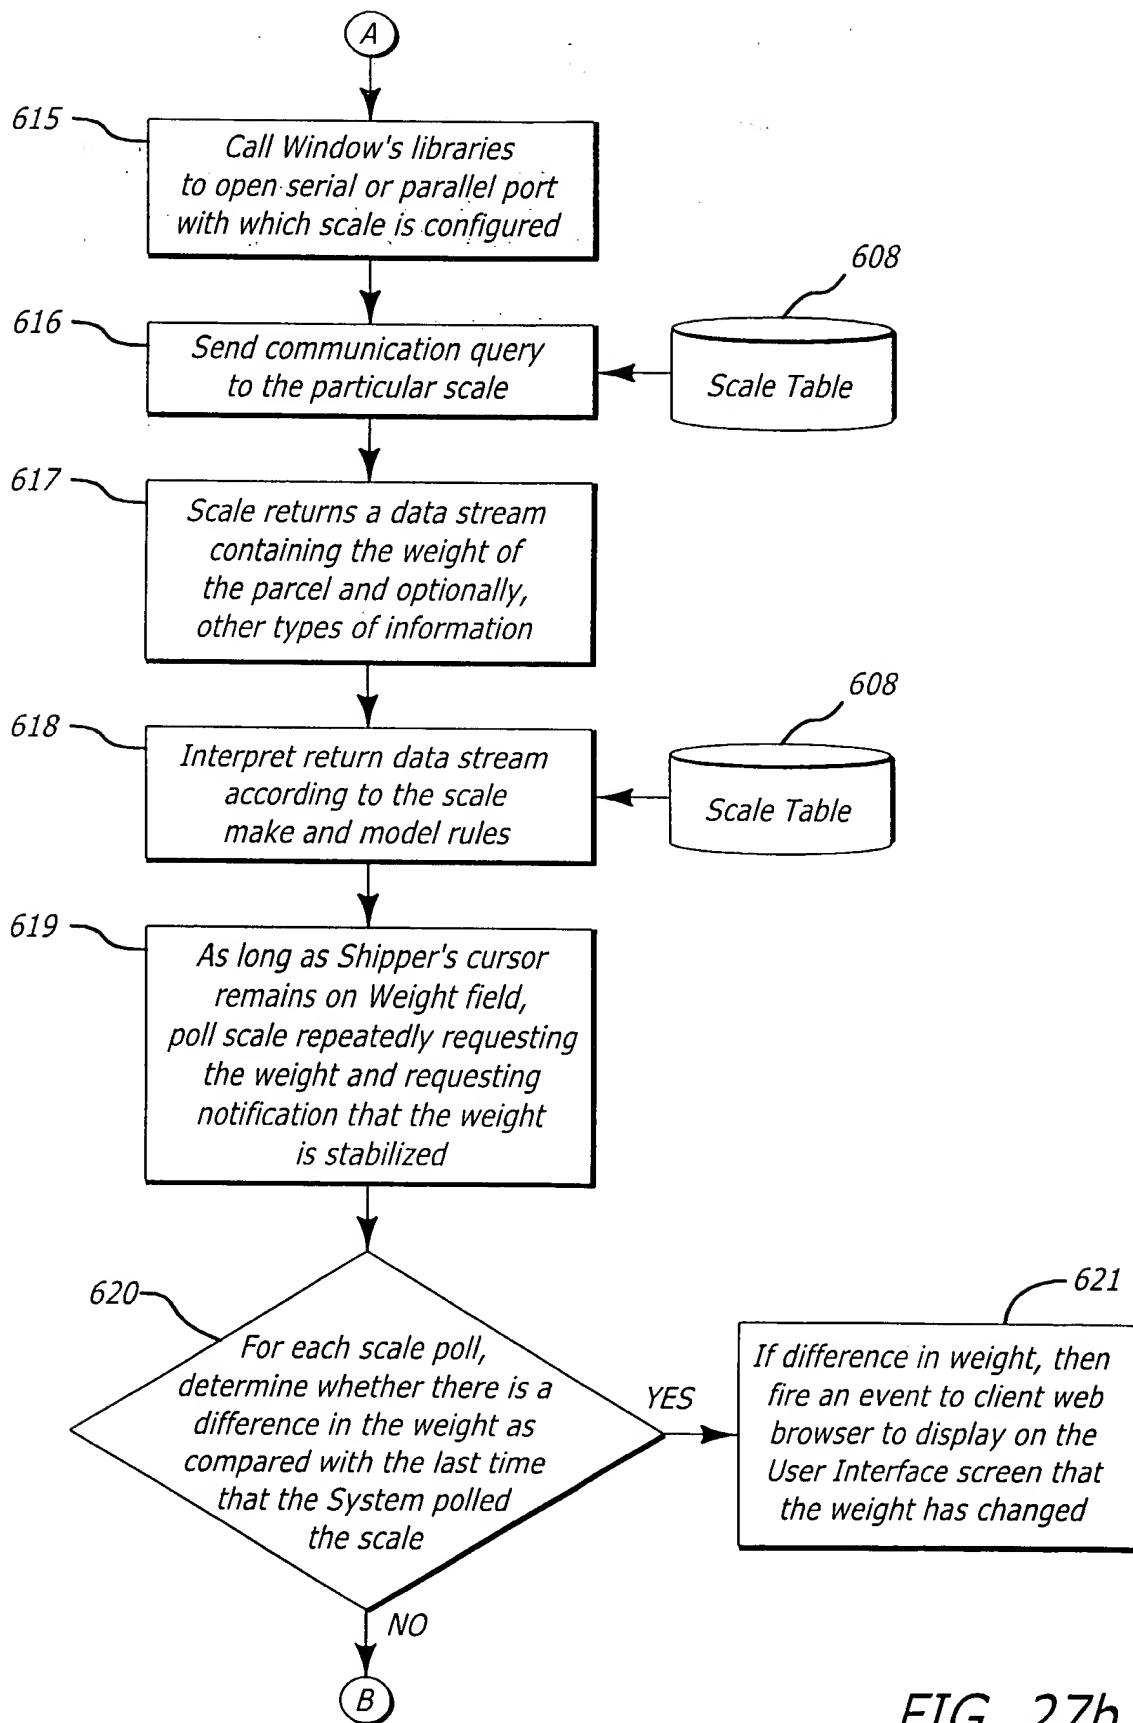 A
615
Call Window's libraries
to open serial or parallel port
with which scale is configured
608
616
Send communication query
to the particular scale
Scale Table
617
Scale returns a data stream
containing the weight of
the parcel and optionally,
other types of information
608
618
Interpret return data stream
according to the scale
make and model rules
Scale Table
619
As long as Shipper's cursor
remains on Weight field,
poll scale repeatedly requesting
the weight and requesting
notification that the weight
is stabilized
620
For each scale poll,
determine whether there is a
difference in the weight as
compared with the last time
that the System polled
the scale
YES
621
If difference in weight, then
fire an event to client web
browser to display on the
User Interface screen that
the weight has changed
NO
B
FIG. 27b